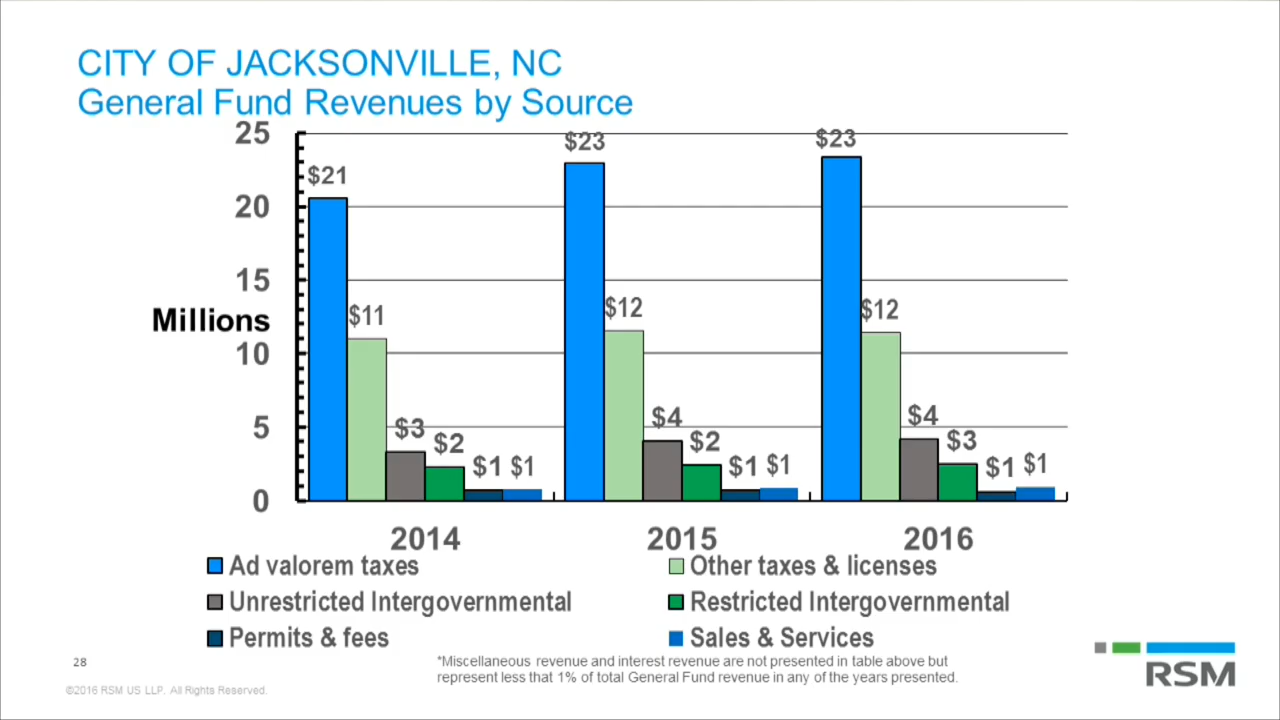 CITY OF JACKSONVILLE, NC
General Fund Revenues by Source
25
20
15
Millions
10
5
0
$21
$11
$3
$2
$1
$1
$23
$12
$4
$2
$1
$1
$23
$12
$4
$3
$1
$1
2014
2015
2016
Ad valorem taxes
Other taxes & licenses
Unrestricted Intergovernmental
Restricted Intergovernmental
Permits & fees
Sales & Services
28
*Miscellaneous revenue and interest revenue are not presented in table above but
represent less that 1% of total General Fund revenue in any of the years presented.
©2016 RSM US LLP. All Rights Reserved.
RSM